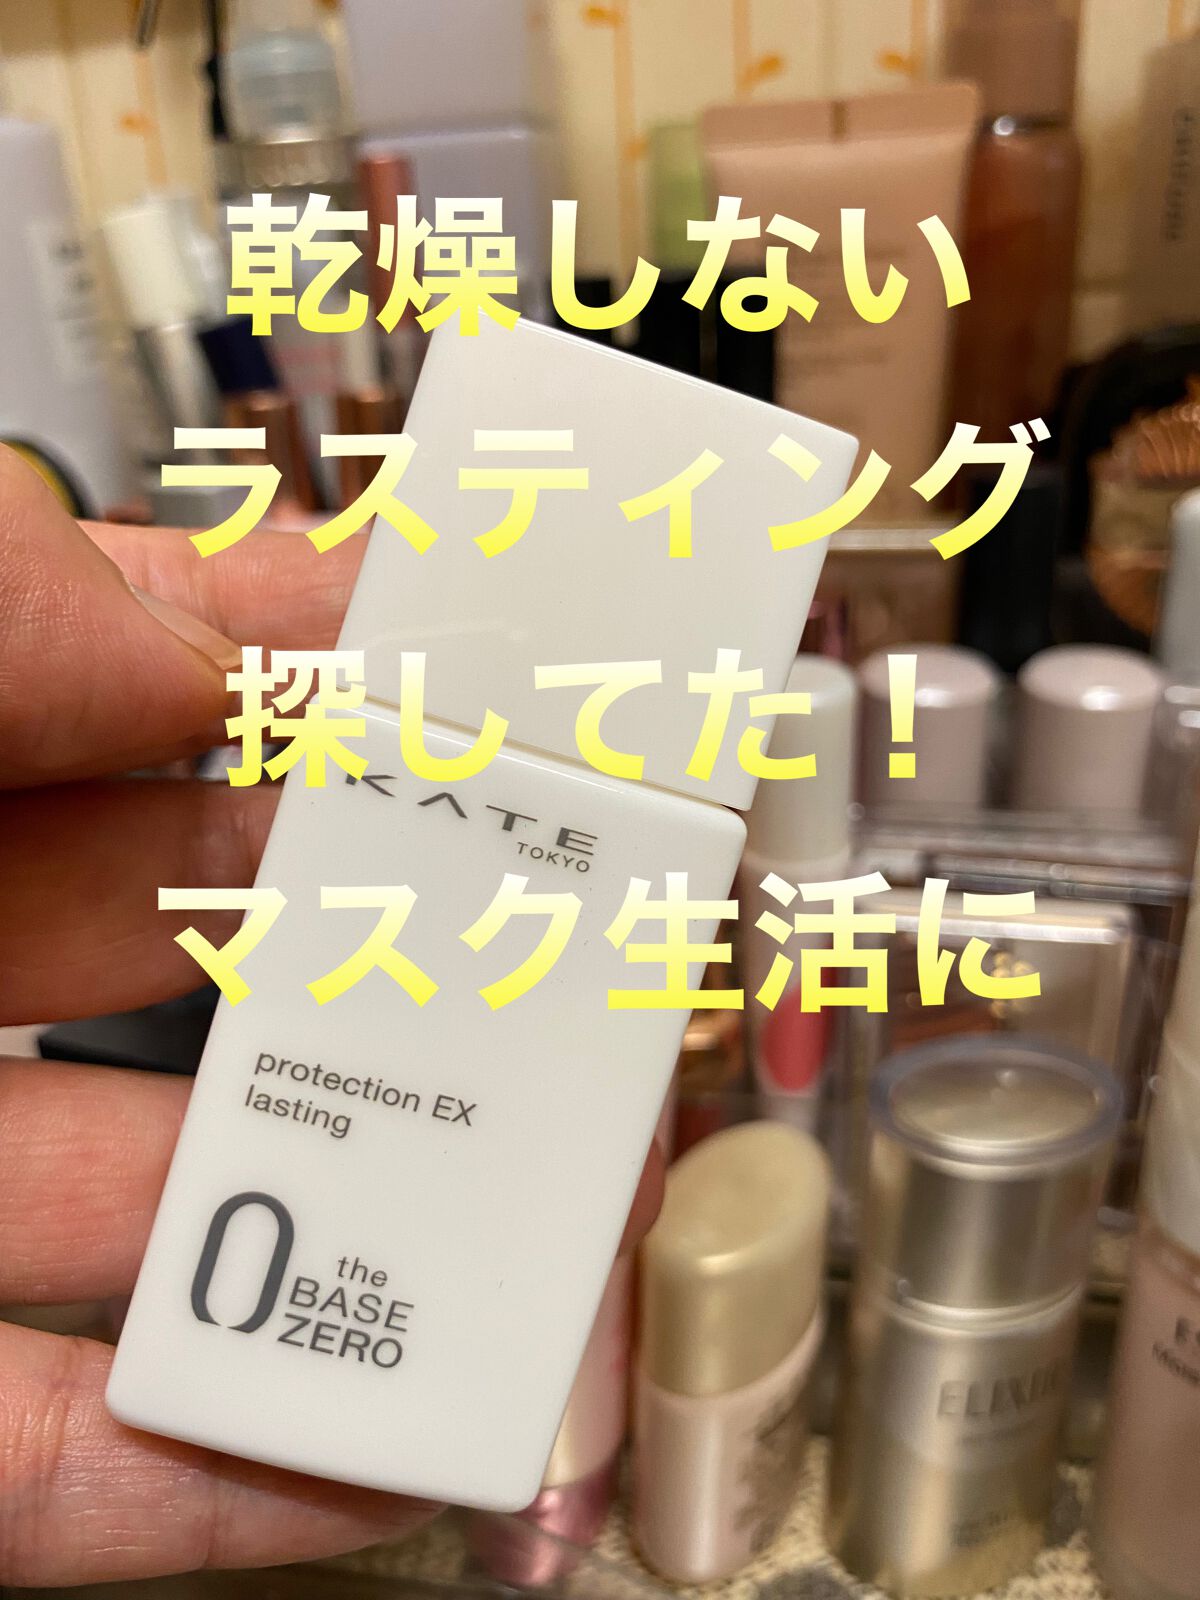 乾燥しない
ラスティング
探してた！
マスク生活に
KATE
TOKYO
protection EX
lasting
0
the
BASE
ZERO
ELIXIR